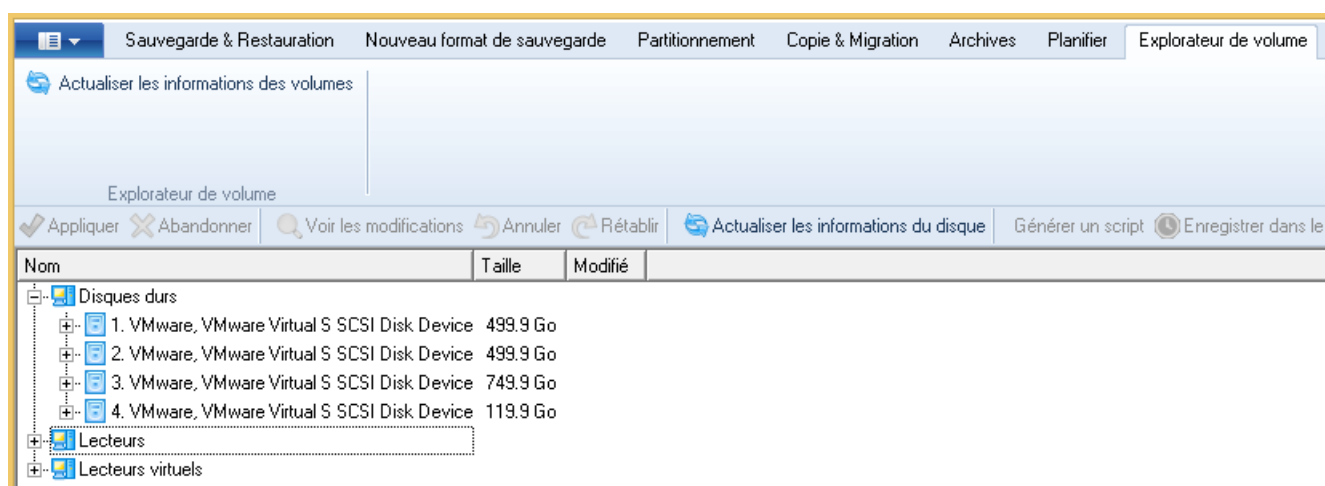 Sauvegarde & Restauration Nouveau format de sauvegarde Partitionnement Copie & Migration Archives Planifier Explorateur de volume
Actualiser les informations des volumes
Explorateur de volume
Appliquer Abandonner Voir les modifications Annuler Rétablir Actualiser les informations du disque Générer un script Enregistrer dans le
Nom Taille Modifié
Disques durs
1. VMware, VMware Virtual S SCSI Disk Device 499.9 Go
2. VMware, VMware Virtual S SCSI Disk Device 499.9 Go
3. VMware, VMware Virtual S SCSI Disk Device 749.9 Go
4. VMware, VMware Virtual S SCSI Disk Device 119.9 Go
Lecteurs
Lecteurs virtuels